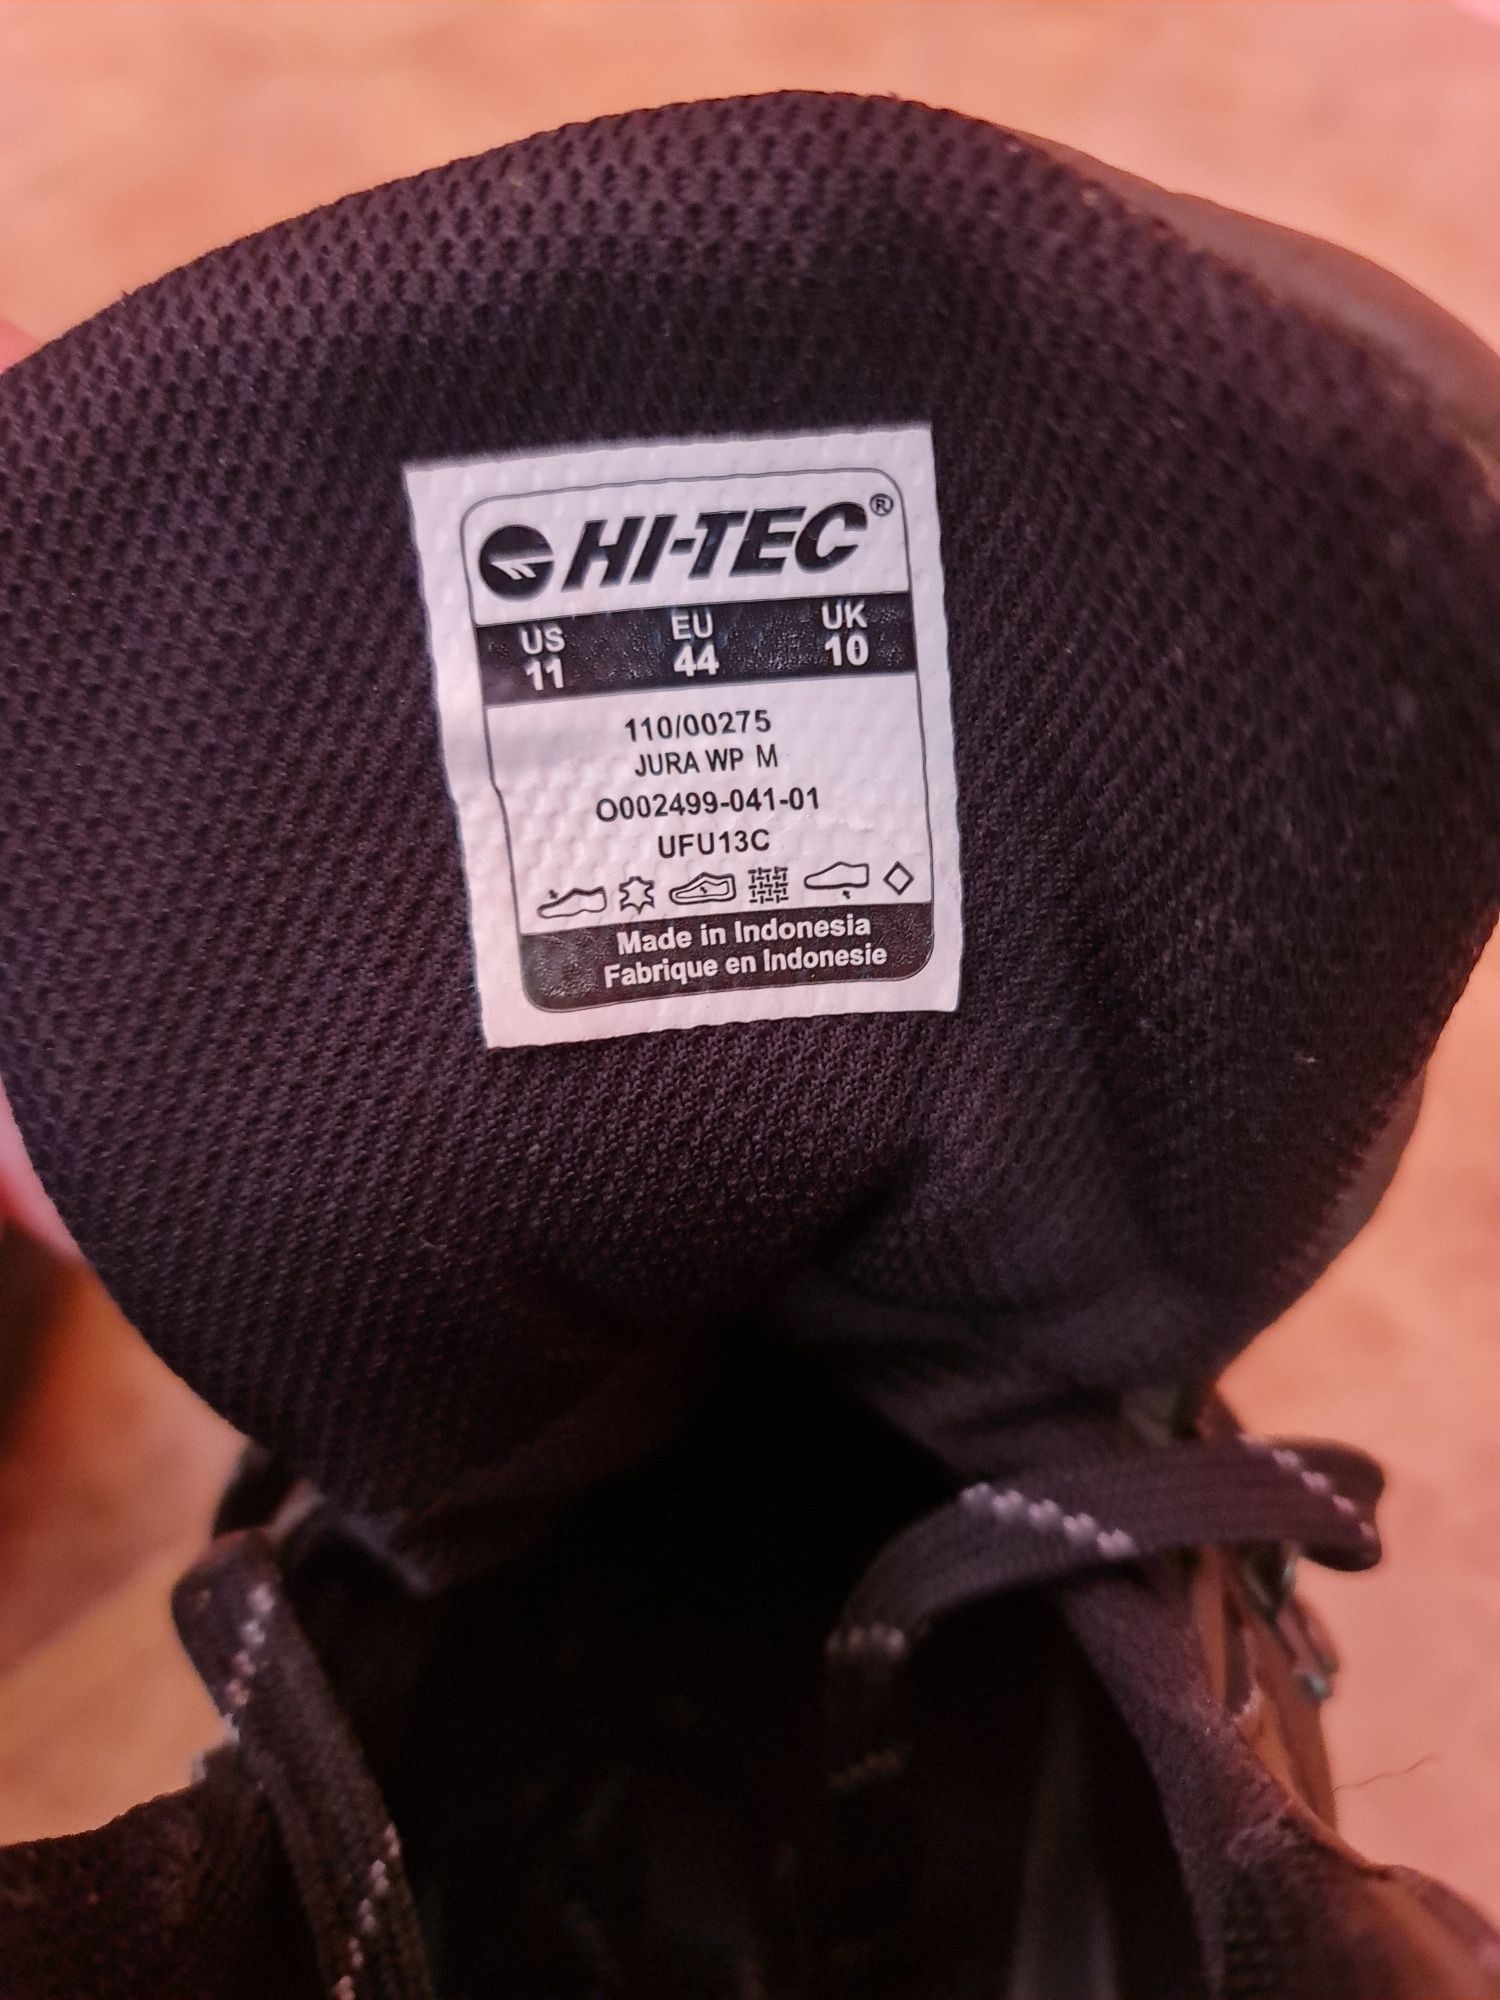 HI-TEC®
US EU UK
11 44 10
110/00275
JURA WP M
O002499-041-01
UFU13C
Made in Indonesia
Fabrique en Indonesie